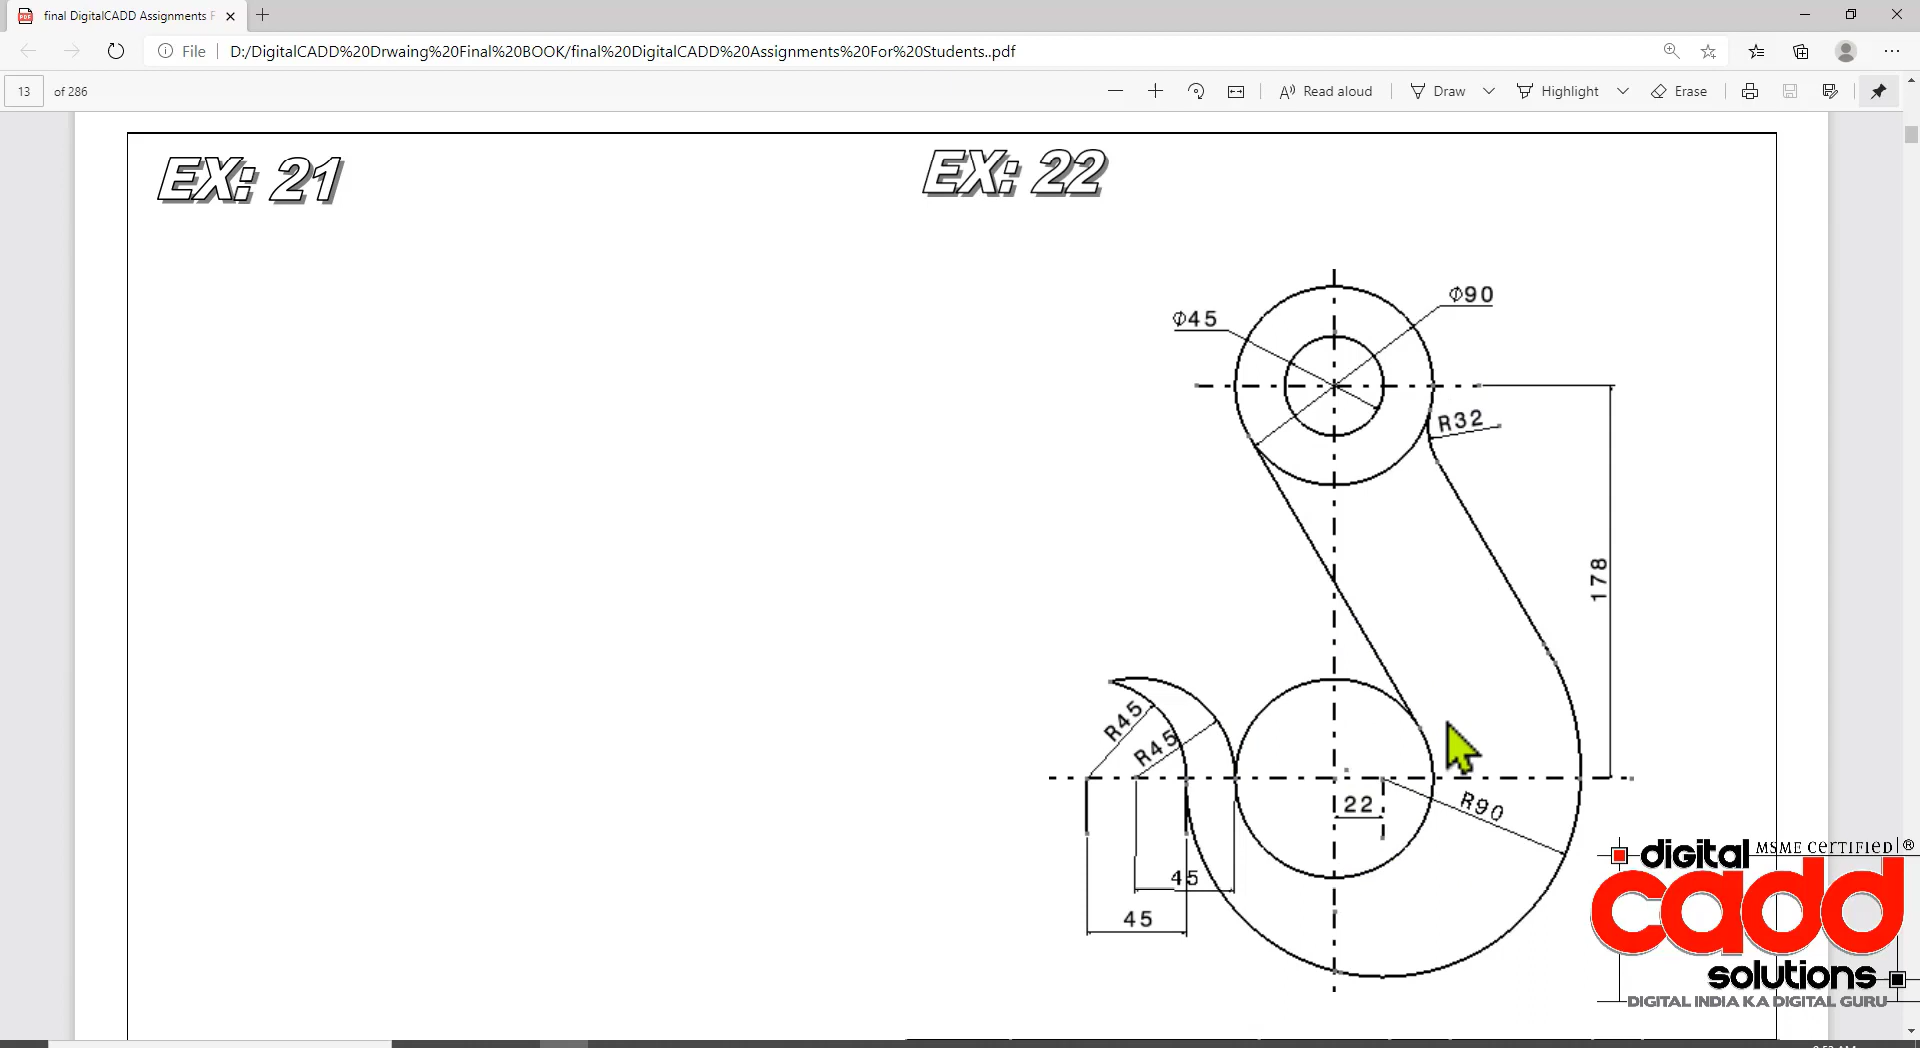 final DigitalCADD Assignments F
File
D:/DigitalCADD%20Drwaing%20Final%20BOOK/final%20DigitalCADD%20Assignments%20For%20Students..pdf
13 of 286
Read aloud
Draw
Highlight
Erase
EX: 21
EX: 22
Φ90
Φ45
R32
178
R45
R45
22
R90
45
45
digital MSME CERTIFIED ®
cadd
solutions
DIGITAL INDIA KA DIGITAL GURU